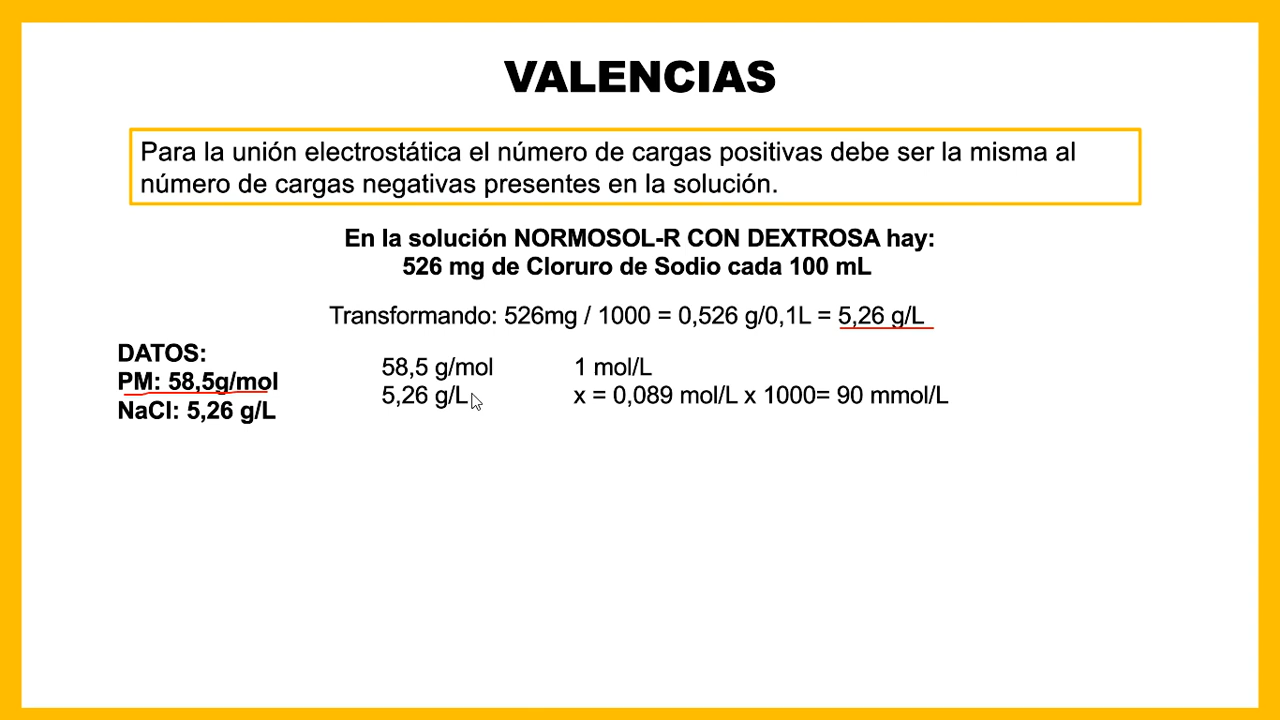 VALENCIAS
Para la unión electrostática el número de cargas positivas debe ser la misma al
número de cargas negativas presentes en la solución.
En la solución NORMOSOL-R CON DEXTROSA hay:
526 mg de Cloruro de Sodio cada 100 mL
Transformando: 526mg / 1000 = 0,526 g/0,1L = 5,26 g/L
DATOS:
PM: 58,5g/mol
NaCl: 5,26 g/L
58,5 g/mol 1 mol/L
5,26 g/L x = 0,089 mol/L x 1000= 90 mmol/L